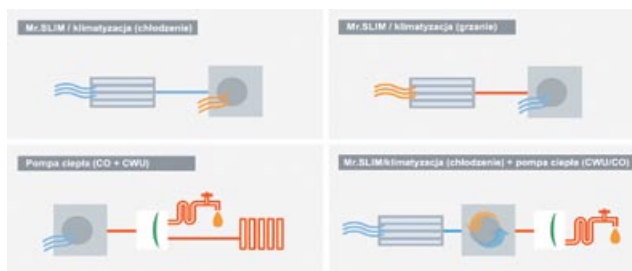 Mr.SLIM / klimatyzacja (chłodzenie)
Mr.SLIM / klimatyzacja (grzanie)
Pompa ciepła (CO + CWU)
Mr.SLIM/klimatyzacja (chłodzenie) + pompa ciepła (CWU/CO)